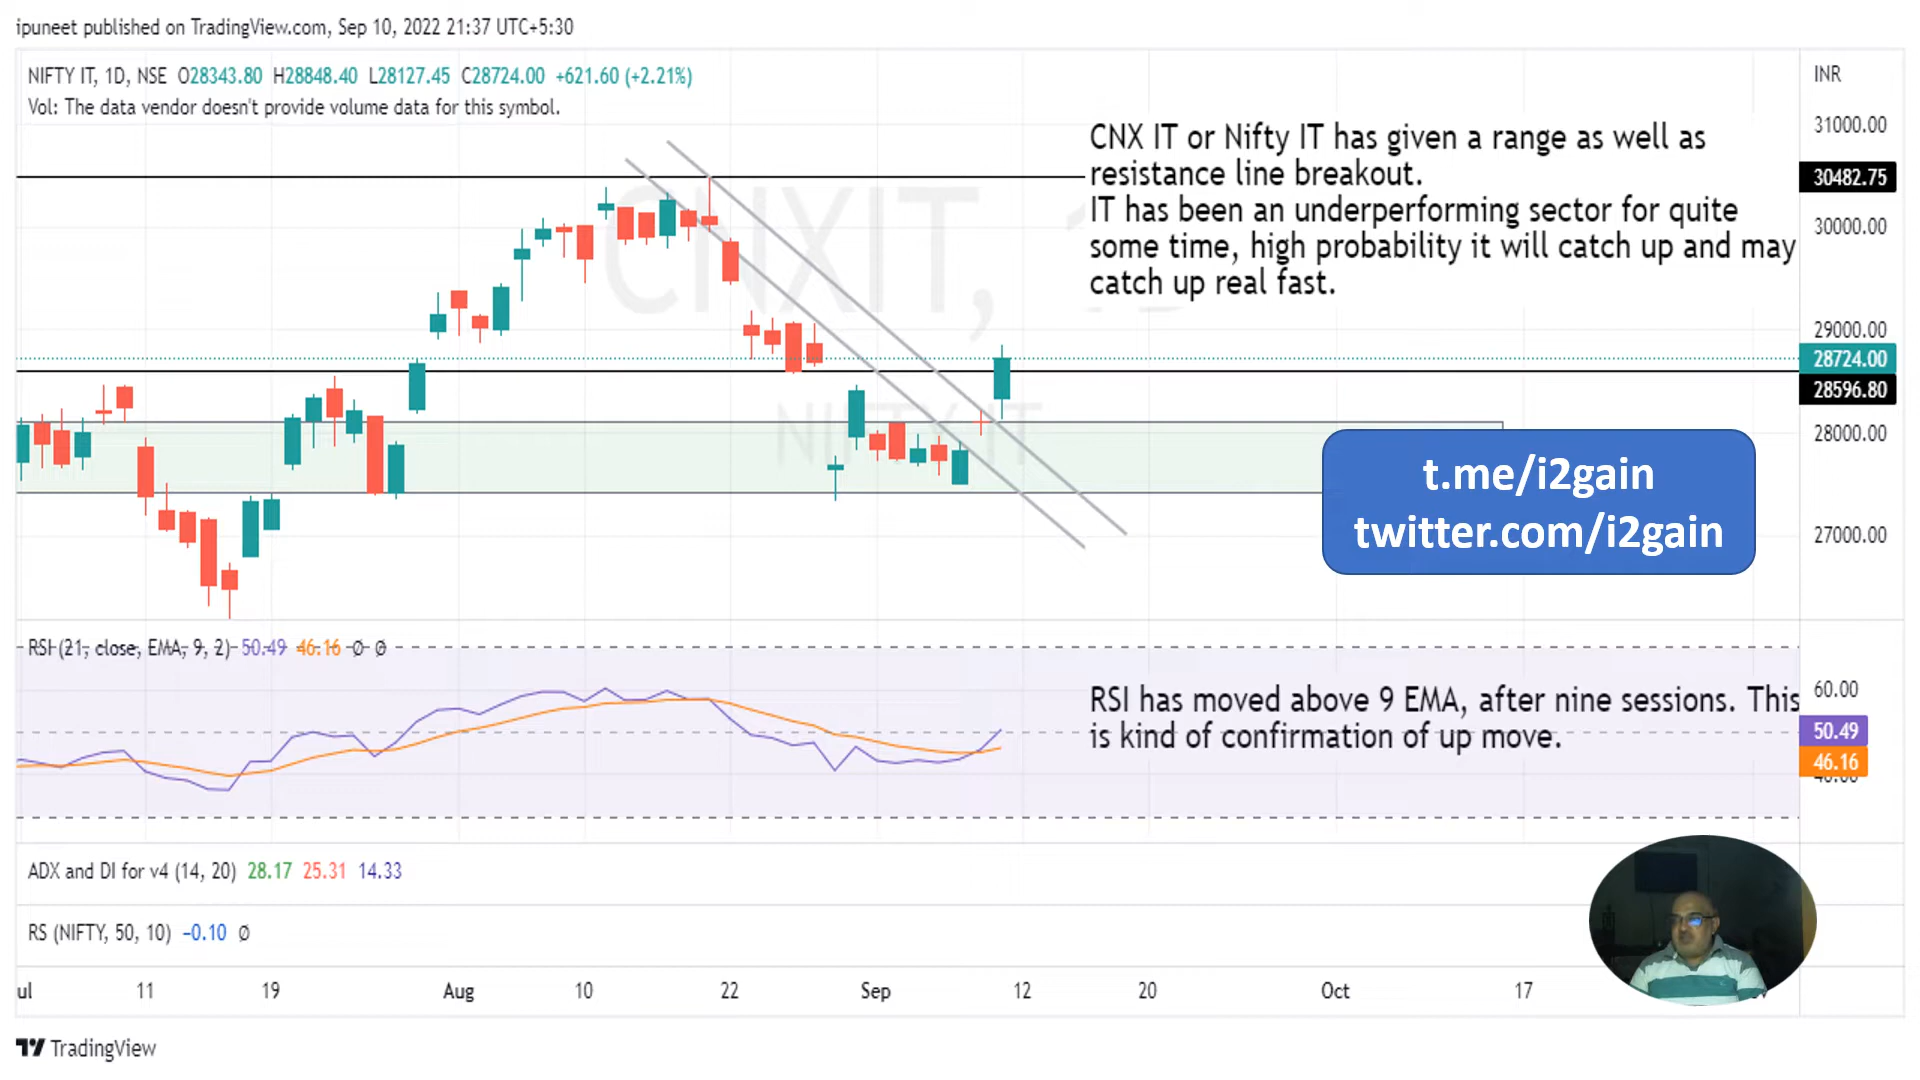 ipuneet published on TradingView.com, Sep 10, 2022 21:37 UTC+5:30
NIFTY IT, 1D, NSE O28343.80 H28848.40 L28127.45 C28724.00 +621.60 (+2.21%)
Vol: The data vendor doesn't provide volume data for this symbol.
INR
31000.00
30482.75
30000.00
29000.00
28724.00
28596.80
28000.00
27000.00
CNX IT or Nifty IT has given a range as well as
resistance line breakout.
IT has been an underperforming sector for quite
some time, high probability it will catch up and may
catch up real fast.
CNXIT, 1D
NIFTY IT
t.me/i2gain
twitter.com/i2gain
RSI (21, close, EMA, 9, 2) 50.49 46.16 Ø Ø
RSI has moved above 9 EMA, after nine sessions. This
is kind of confirmation of up move.
60.00
50.49
46.16
40.00
ADX and DI for v4 (14, 20) 28.17 25.31 14.33
RS (NIFTY, 50, 10) −0.10 Ø
ul 11 19 Aug 10 22 Sep 12 20 Oct 17
TradingView